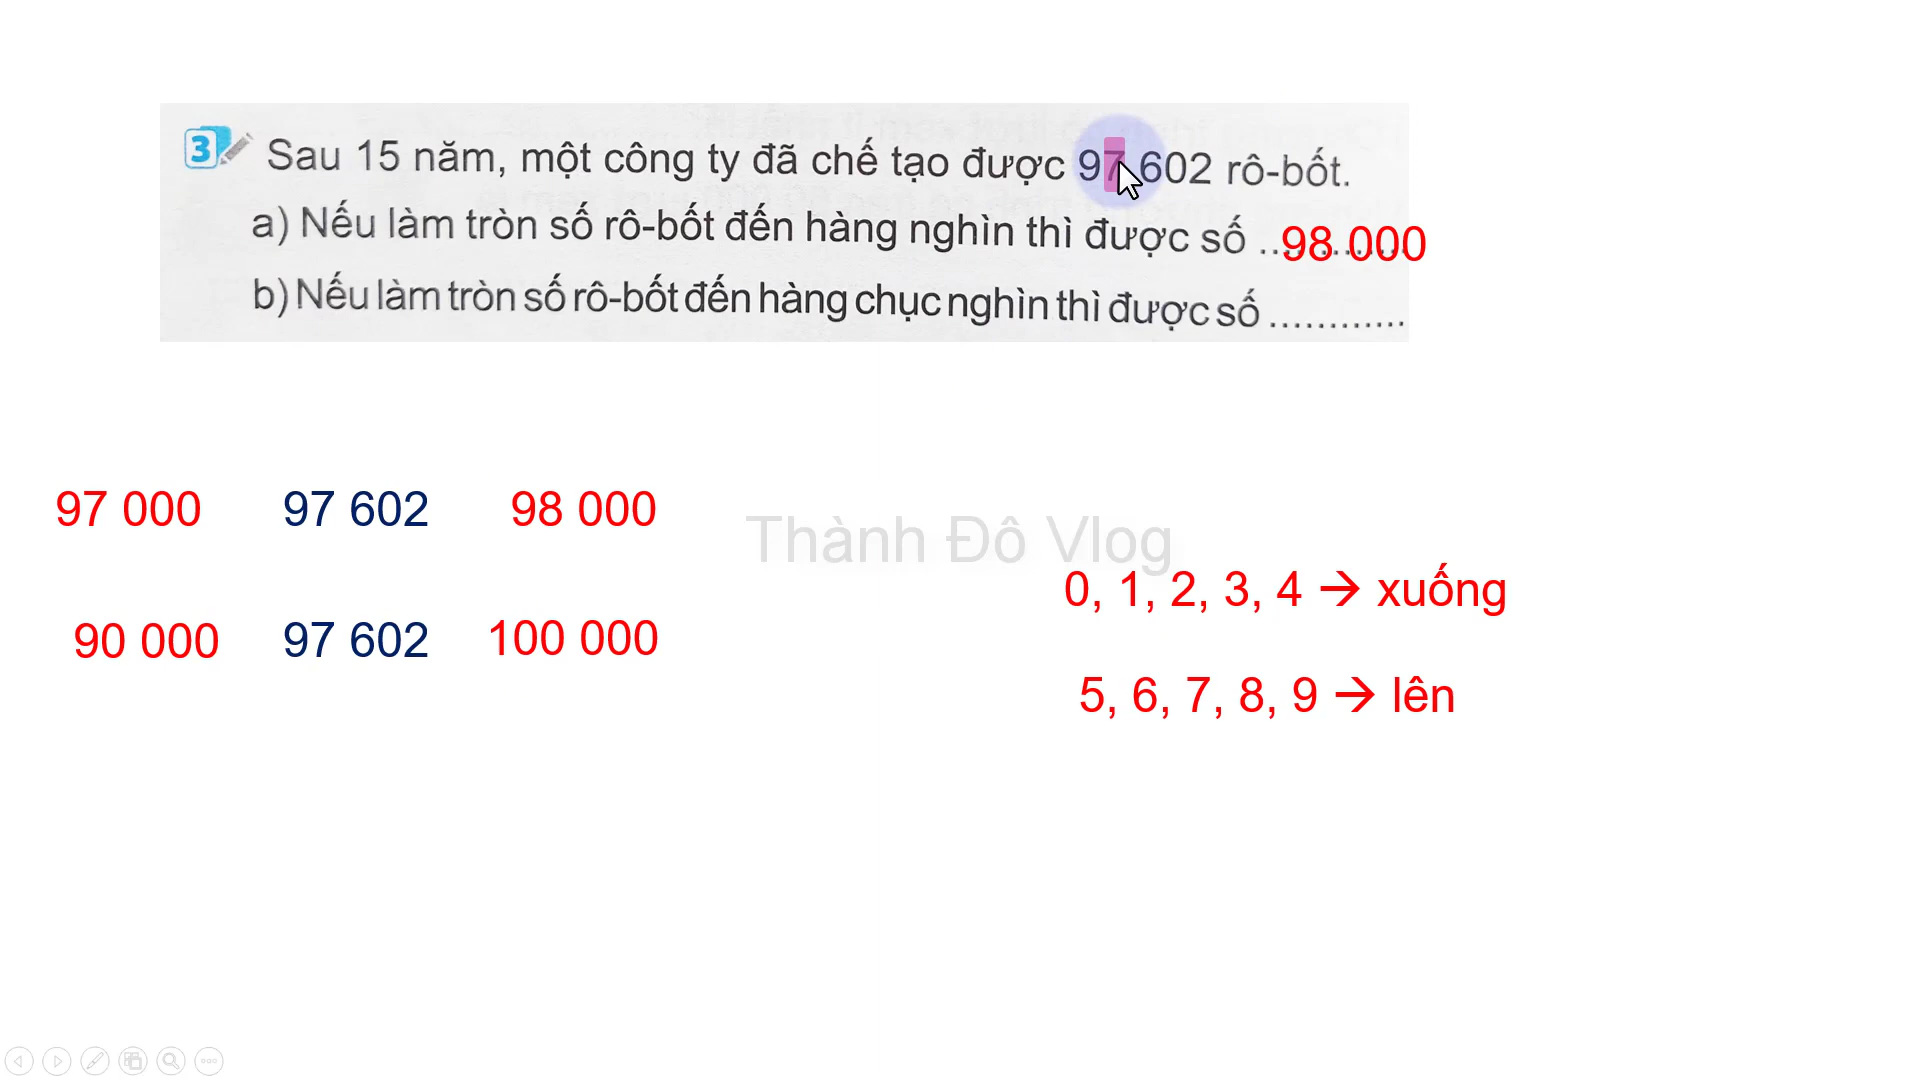 3 Sau 15 năm, một công ty đã chế tạo được 97 602 rô-bốt.
a) Nếu làm tròn số rô-bốt đến hàng nghìn thì được số ............ 98 000
b) Nếu làm tròn số rô-bốt đến hàng chục nghìn thì được số ............
97 000 97 602 98 000
Thành Đô Vlog
0, 1, 2, 3, 4 → xuống
90 000 97 602 100 000
5, 6, 7, 8, 9 → lên